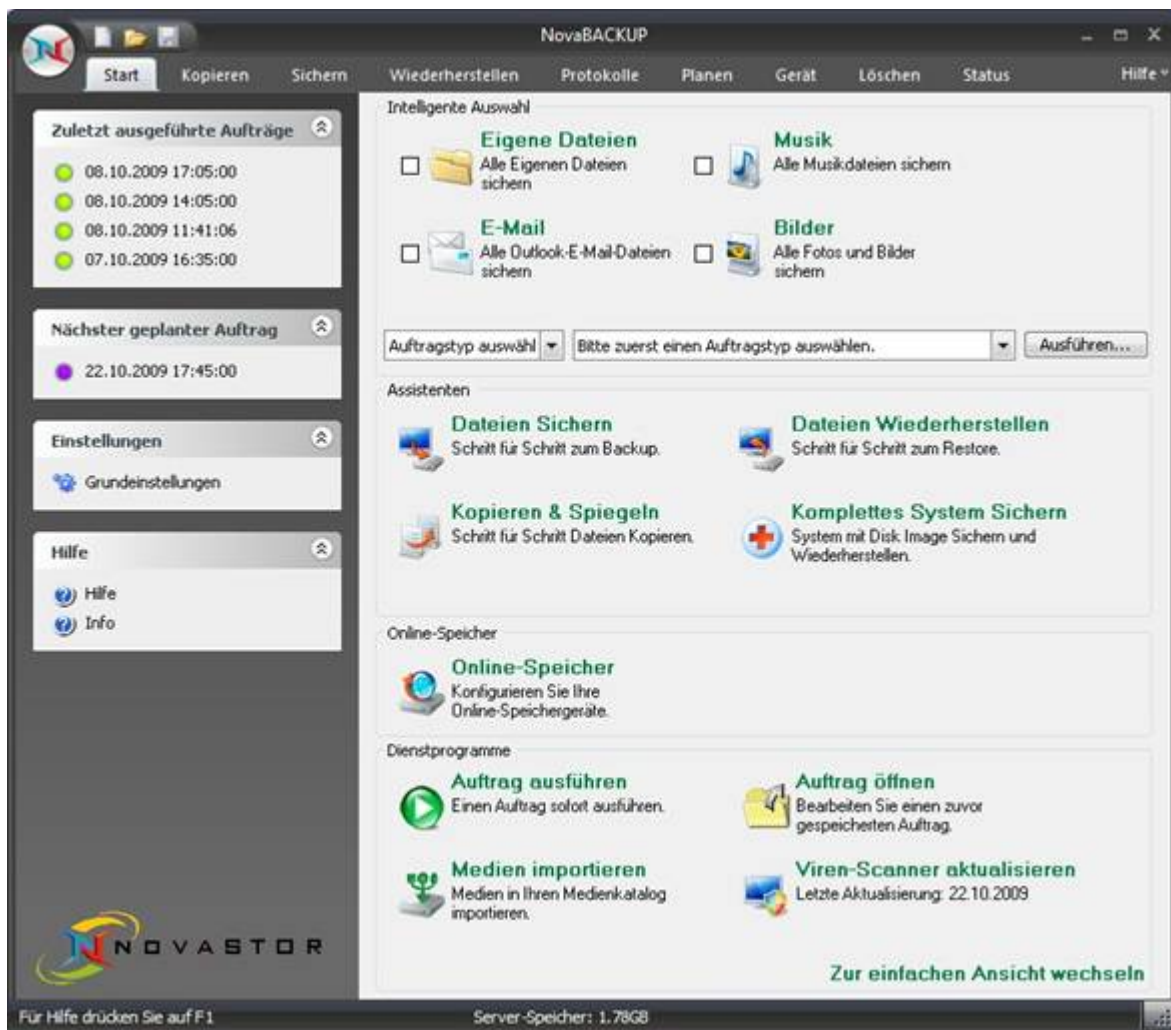 NovaBACKUP
Start Kopieren Sichern Wiederherstellen Protokolle Planen Gerät Löschen Status Hilfe
Zuletzt ausgeführte Aufträge
08.10.2009 17:05:00
08.10.2009 14:05:00
08.10.2009 11:41:06
07.10.2009 16:35:00
Nächster geplanter Auftrag
22.10.2009 17:45:00
Einstellungen
Grundeinstellungen
Hilfe
Hilfe
Info
NOVASTOR
Intelligente Auswahl
Eigene Dateien
Alle Eigenen Dateien
sichern
Musik
Alle Musikdateien sichern
E-Mail
Alle Outlook-E-Mail-Dateien
sichern
Bilder
Alle Fotos und Bilder
sichern
Auftragstyp auswähl
Bitte zuerst einen Auftragstyp auswählen.
Ausführen...
Assistenten
Dateien Sichern
Schritt für Schritt zum Backup.
Dateien Wiederherstellen
Schritt für Schritt zum Restore.
Kopieren & Spiegeln
Schritt für Schritt Dateien Kopieren.
Komplettes System Sichern
System mit Disk Image Sichern und
Wiederherstellen.
Online-Speicher
Online-Speicher
Konfigurieren Sie Ihre
Online-Speichergeräte.
Dienstprogramme
Auftrag ausführen
Einen Auftrag sofort ausführen.
Auftrag öffnen
Bearbeiten Sie einen zuvor
gespeicherten Auftrag.
Medien importieren
Medien in Ihren Medienkatalog
importieren.
Viren-Scanner aktualisieren
Letzte Aktualisierung: 22.10.2009
Zur einfachen Ansicht wechseln
Für Hilfe drücken Sie auf F1
Server-Speicher: 1.78GB